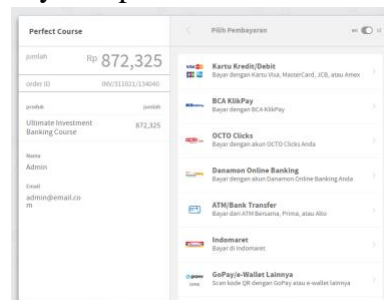 Perfect Course
jumlah Rp 872,325
order ID INV/311021/134040
produk jumlah
Ultimate Investment 872,325
Banking Course
Nama
Admin
Email
admin@email.co
m
Pilih Pembayaran
en id
Kartu Kredit/Debit
Bayar dengan Kartu Visa, MasterCard, JCB, atau Amex
BCA KlikPay
Bayar dengan BCA KlikPay
OCTO Clicks
Bayar dengan akun OCTO Clicks Anda
Danamon Online Banking
Bayar dengan akun Danamon Online Banking Anda
ATM/Bank Transfer
Bayar dari ATM Bersama, Prima, atau Alto
Indomaret
Bayar di Indomaret
GoPay/e-Wallet Lainnya
Scan kode QR dengan GoPay atau e-wallet lainnya